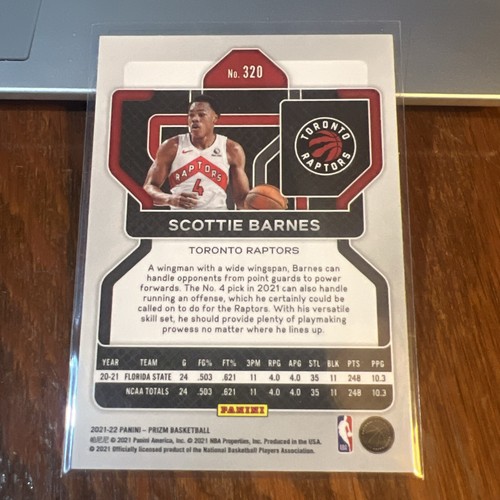 No. 320
RAPTORS
4
TORONTO
RAPTORS
SCOTTIE BARNES
TORONTO RAPTORS
A wingman with a wide wingspan, Barnes can
handle opponents from point guards to power
forwards. The No. 4 pick in 2021 can also handle
running an offense, which he certainly could be
called on to do for the Raptors. With his versatile
skill set, he should provide plenty of playmaking
prowess no matter where he lines up.
YEAR TEAM G FG% FT% 3PM RPG APG STL BLK PTS PPG
20-21 FLORIDA STATE 24 .503 .621 11 4.0 4.0 35 11 248 10.3
NCAA TOTALS 24 .503 .621 11 4.0 4.0 35 11 248 10.3
PANINI
2021-22 PANINI – PRIZM BASKETBALL
帕尼尼 © 2021 Panini America, Inc. © 2021 NBA Properties, Inc. Produced in the USA.
© 2021 Officially licensed product of the National Basketball Players Association.